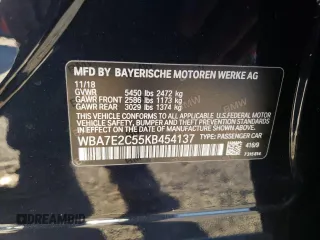 MFD BY BAYERISCHE MOTOREN WERKE AG
11/18
GVWR 5450 lbs 2472 kg
GAWR FRONT 2586 lbs 1173 kg
GAWR REAR 3029 lbs 1374 kg
THIS VEHICLE CONFORMS TO ALL APPLICABLE
FEDERAL MOTOR VEHICLE SAFETY, BUMPER, AND
THEFT PREVENTION STANDARDS IN EFFECT ON
THE DATE OF MANUFACTURE SHOWN ABOVE.
WBA7E2C55KB454137
TYPE: PASSENGER CAR
BMW
AUTOBIDMASTER